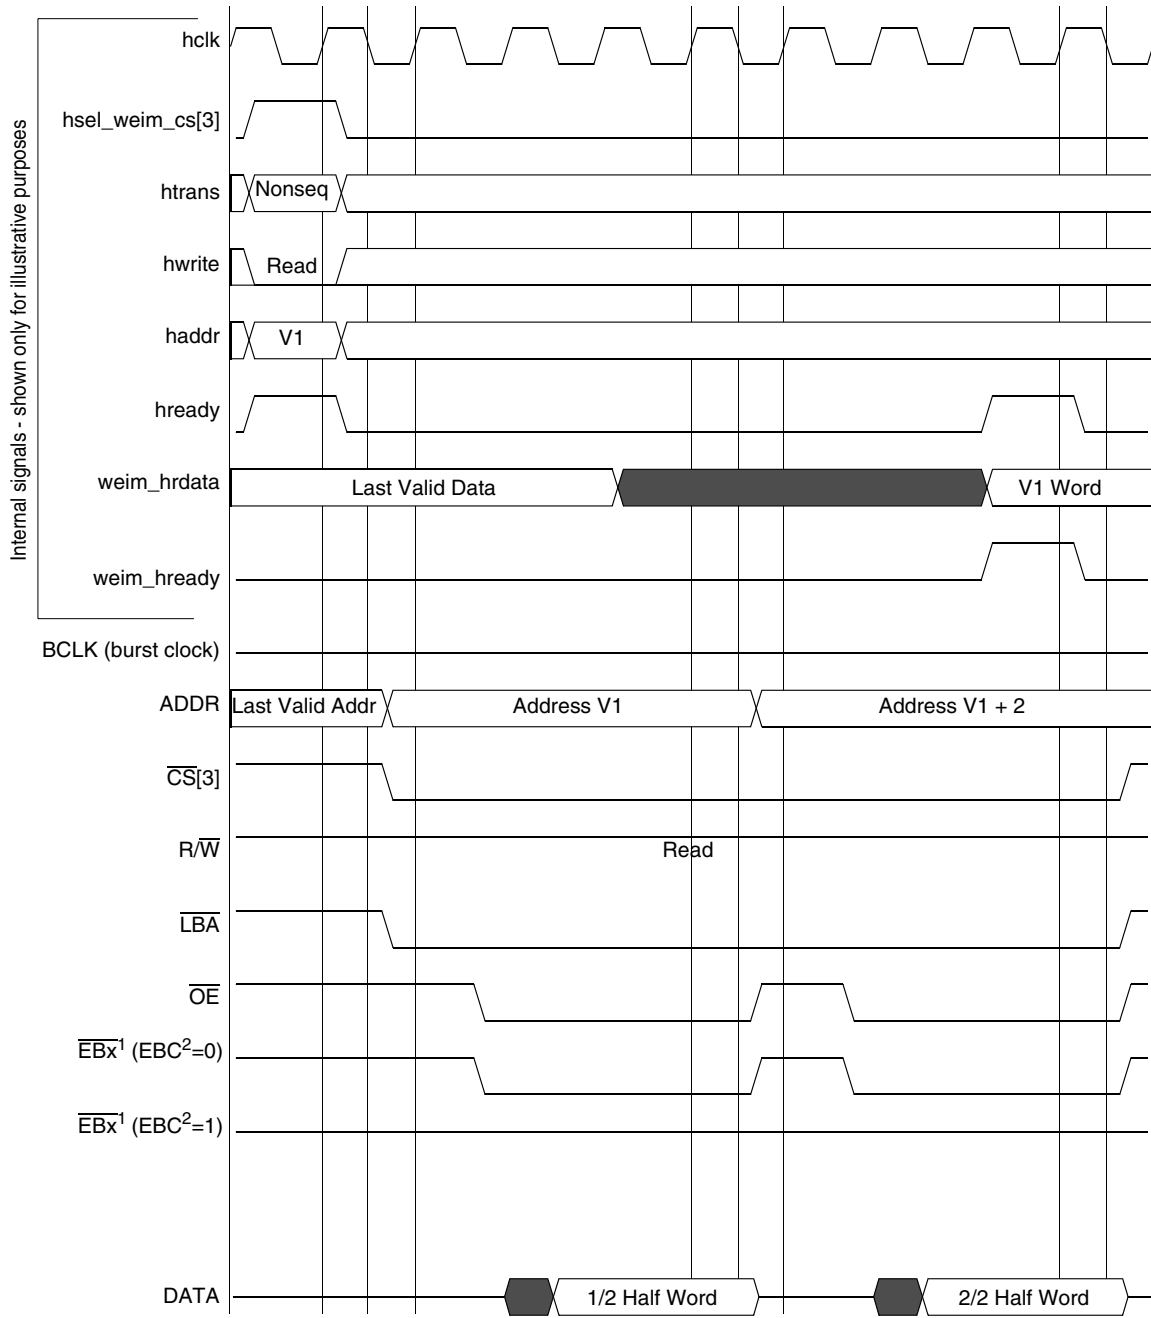 Internal signals - shown only for illustrative purposes
hclk
hsel_weim_cs[3]
htrans
Nonseq
hwrite
Read
haddr
V1
hready
weim_hrdata
Last Valid Data
V1 Word
weim_hready
BCLK (burst clock)
ADDR
Last Valid Addr
Address V1
Address V1 + 2
CS[3]
R/W
Read
LBA
OE
EBx¹ (EBC²=0)
EBx¹ (EBC²=1)
DATA
1/2 Half Word
2/2 Half Word